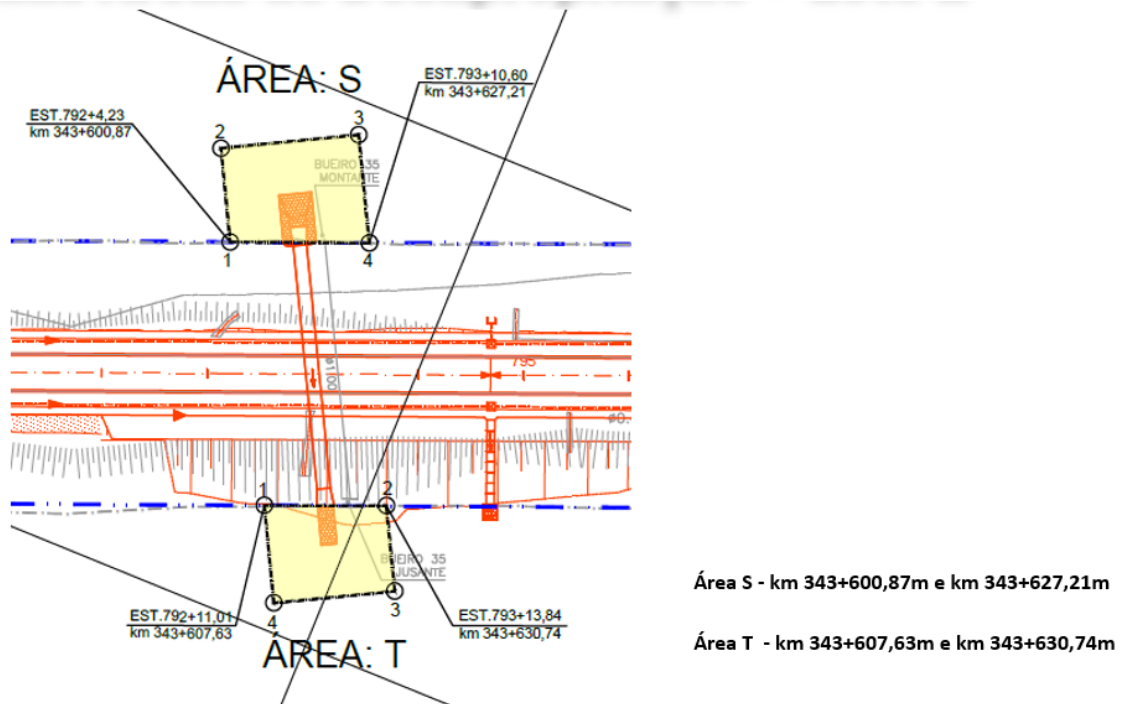 ÁREA: S
EST.793+10,60
km 343+627,21
EST.792+4,23
km 343+600,87
2
3
BUEIRO 35
MONTANTE
1
4
ø1.00
795
ø0.
1
2
BUEIRO 35
JUSANTE
4
3
EST.792+11,01
km 343+607,63
EST.793+13,84
km 343+630,74
ÁREA: T
Área S - km 343+600,87m e km 343+627,21m
Área T - km 343+607,63m e km 343+630,74m